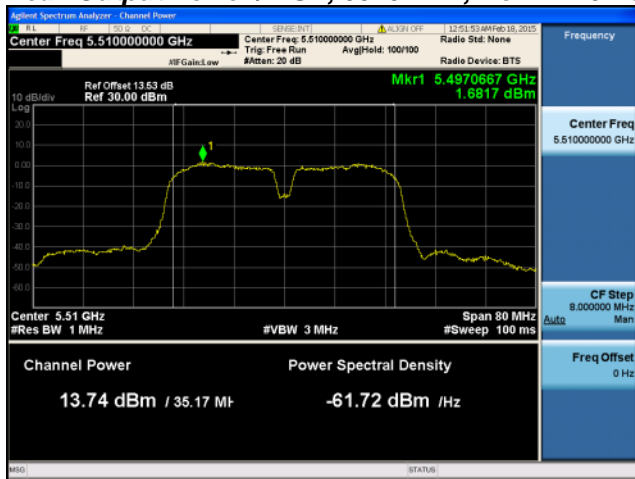 Agilent Spectrum Analyzer - Channel Power
RL RF 50 Ω DC SENSE:INT ALIGN OFF 12:51:53 AM Feb 18, 2015
Center Freq 5.510000000 GHz
Center Freq: 5.510000000 GHz
Radio Std: None
Trig: Free Run Avg|Hold: 100/100
#IFGain:Low #Atten: 20 dB Radio Device: BTS
Frequency
Mkr1 5.4970667 GHz
1.6817 dBm
Ref Offset 13.53 dB
10 dB/div Ref 30.00 dBm
Log
20.0
10.0
0.00
-10.0
-20.0
-30.0
-40.0
-50.0
-60.0
1
Center 5.51 GHz Span 80 MHz
#Res BW 1 MHz #VBW 3 MHz #Sweep 100 ms
Channel Power Power Spectral Density
13.74 dBm / 35.17 MH -61.72 dBm /Hz
Center Freq
5.510000000 GHz
CF Step
8.000000 MHz
Auto Man
Freq Offset
0 Hz
MSG STATUS